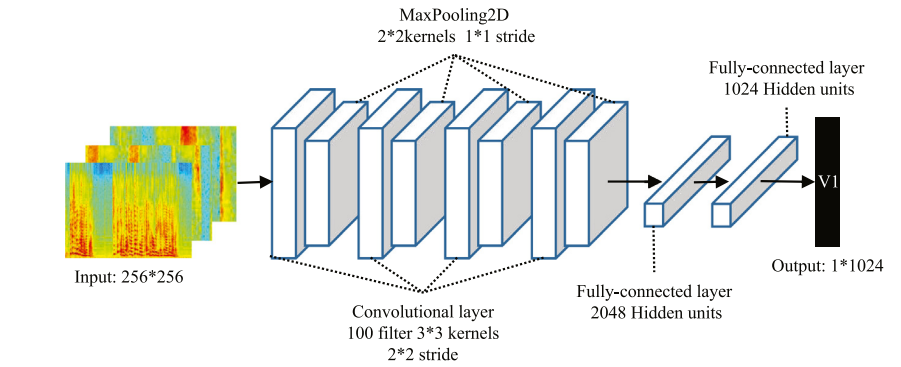 MaxPooling2D
2*2kernels 1*1 stride
Fully-connected layer
1024 Hidden units
V1
Input: 256*256
Output: 1*1024
Fully-connected layer
2048 Hidden units
Convolutional layer
100 filter 3*3 kernels
2*2 stride